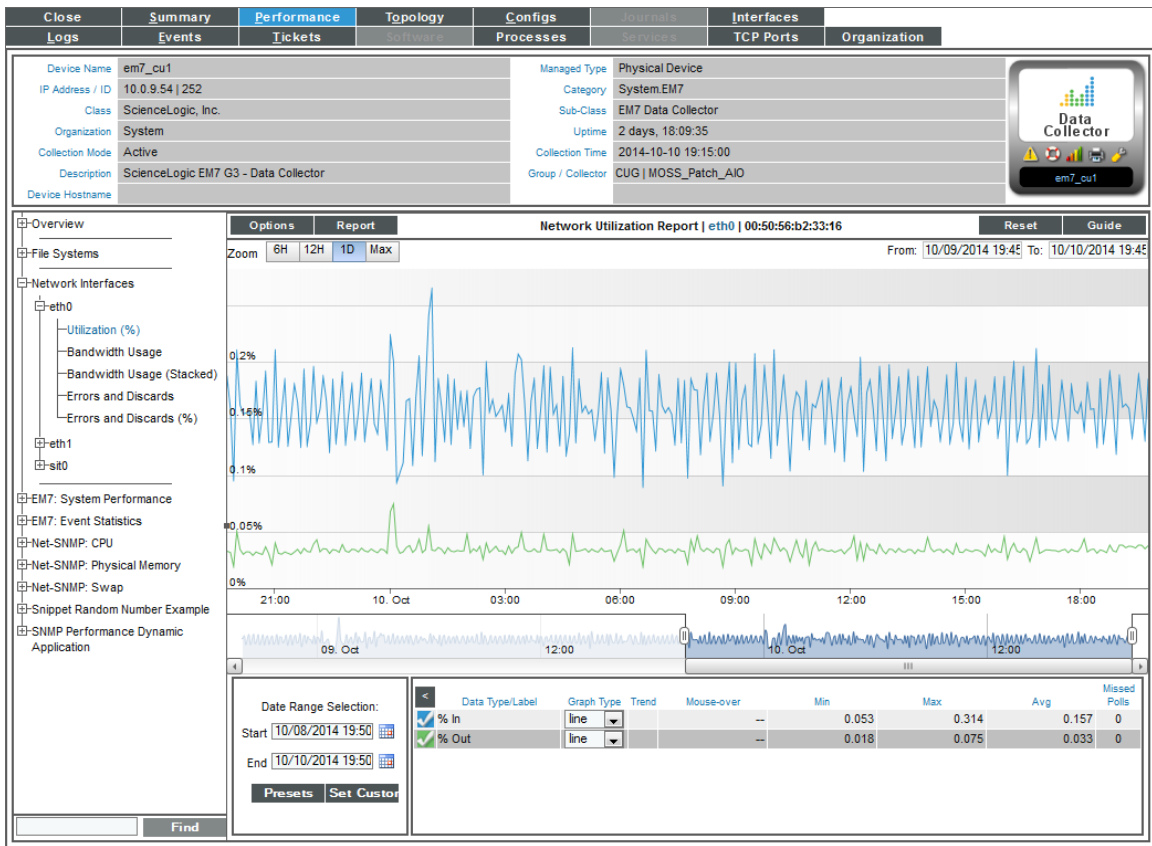 Close Summary Performance Topology Configs Journals Interfaces
Logs Events Tickets Software Processes Services TCP Ports Organization
Device Name em7_cu1 Managed Type Physical Device
IP Address / ID 10.0.9.54 | 252 Category System.EM7
Class ScienceLogic, Inc. Sub-Class EM7 Data Collector
Organization System Uptime 2 days, 18:09:35
Collection Mode Active Collection Time 2014-10-10 19:15:00
Description ScienceLogic EM7 G3 - Data Collector Group / Collector CUG | MOSS_Patch_AIO
Device Hostname
Data
Collector
em7_cu1
Overview
File Systems
Network Interfaces
eth0
Utilization (%)
Bandwidth Usage
Bandwidth Usage (Stacked)
Errors and Discards
Errors and Discards (%)
eth1
sit0
EM7: System Performance
EM7: Event Statistics
Net-SNMP: CPU
Net-SNMP: Physical Memory
Net-SNMP: Swap
Snippet Random Number Example
SNMP Performance Dynamic
Application
Find
Options Report Network Utilization Report | eth0 | 00:50:56:b2:33:16 Reset Guide
Zoom 6H 12H 1D Max From: 10/09/2014 19:45 To: 10/10/2014 19:45
0.2%
0.15%
0.1%
0.05%
0%
21:00 10. Oct 03:00 06:00 09:00 12:00 15:00 18:00
09. Oct 12:00 10. Oct 12:00
Date Range Selection:
Start 10/08/2014 19:50
End 10/10/2014 19:50
Presets Set Custor
< Data Type/Label Graph Type Trend Mouse-over Min Max Avg Missed Polls
% In line -- 0.053 0.314 0.157 0
% Out line -- 0.018 0.075 0.033 0